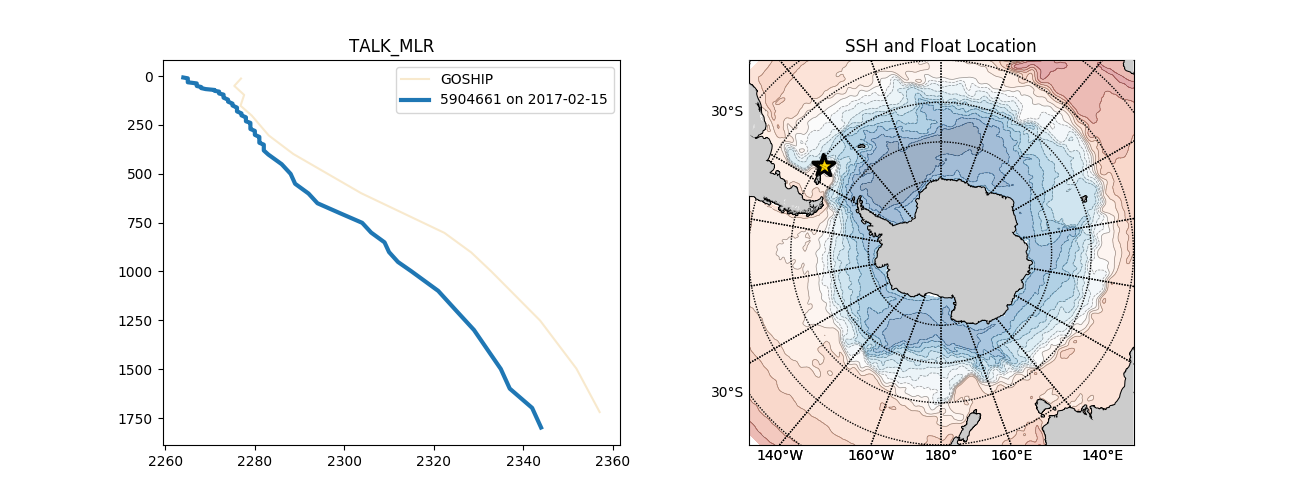 TALK_MLR
0
250
500
750
1000
1250
1500
1750
2260 2280 2300 2320 2340 2360
GOSHIP
5904661 on 2017-02-15
SSH and Float Location
30°S
30°S
140°W 160°W 180° 160°E 140°E